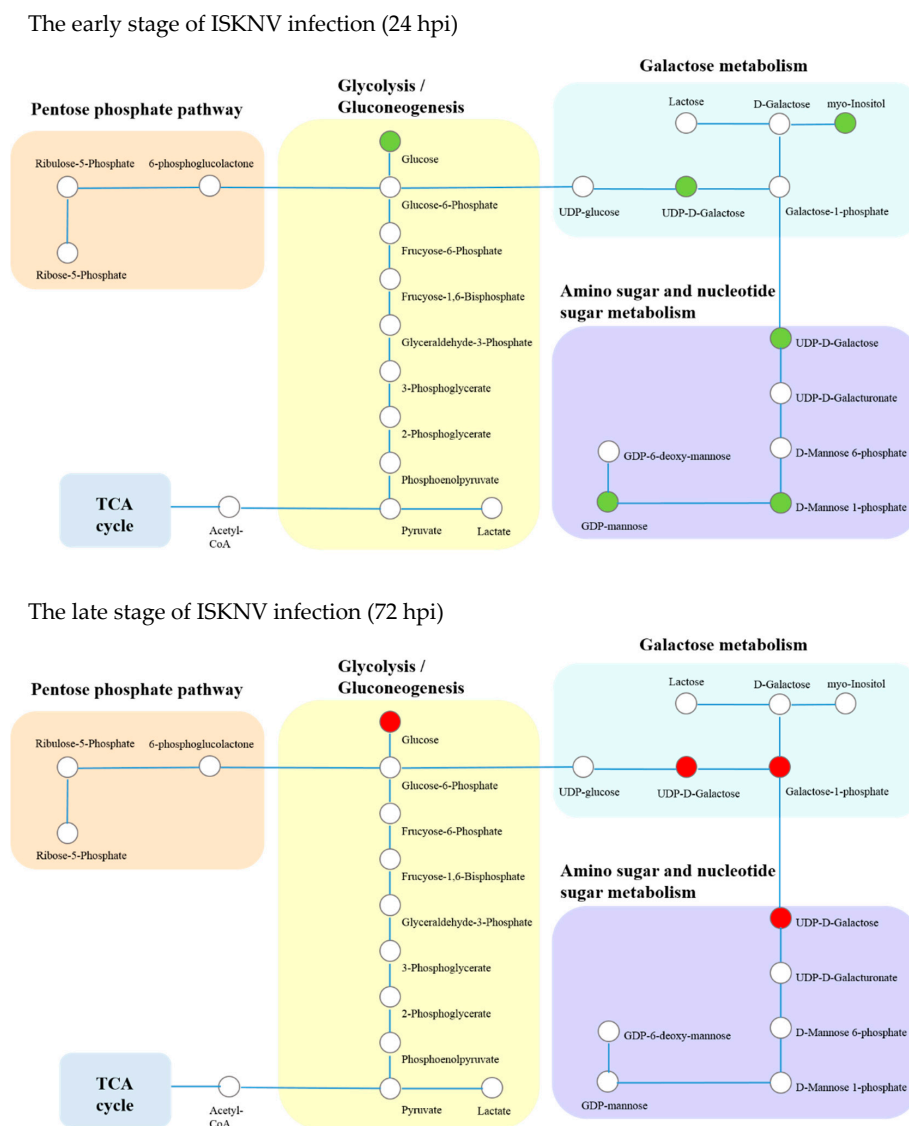 The early stage of ISKNV infection (24 hpi)
Galactose metabolism
Glycolysis /
Gluconeogenesis
Pentose phosphate pathway
Lactose
D-Galactose
myo-Inositol
Ribulose-5-Phosphate
6-phosphoglucolactone
Glucose
Glucose-6-Phosphate
UDP-glucose
UDP-D-Galactose
Galactose-1-phosphate
Ribose-5-Phosphate
Frucyose-6-Phosphate
Frucyose-1,6-Bisphosphate
Amino sugar and nucleotide
sugar metabolism
Glyceraldehyde-3-Phosphate
UDP-D-Galactose
3-Phosphoglycerate
UDP-D-Galacturonate
2-Phosphoglycerate
GDP-6-deoxy-mannose
D-Mannose 6-phosphate
Phosphoenolpyruvate
TCA
cycle
Acetyl-
CoA
Pyruvate
Lactate
GDP-mannose
D-Mannose 1-phosphate
The late stage of ISKNV infection (72 hpi)
Galactose metabolism
Glycolysis /
Gluconeogenesis
Pentose phosphate pathway
Lactose
D-Galactose
myo-Inositol
Ribulose-5-Phosphate
6-phosphoglucolactone
Glucose
Glucose-6-Phosphate
UDP-glucose
UDP-D-Galactose
Galactose-1-phosphate
Ribose-5-Phosphate
Frucyose-6-Phosphate
Frucyose-1,6-Bisphosphate
Amino sugar and nucleotide
sugar metabolism
Glyceraldehyde-3-Phosphate
UDP-D-Galactose
3-Phosphoglycerate
UDP-D-Galacturonate
2-Phosphoglycerate
GDP-6-deoxy-mannose
D-Mannose 6-phosphate
Phosphoenolpyruvate
TCA
cycle
Acetyl-
CoA
Pyruvate
Lactate
GDP-mannose
D-Mannose 1-phosphate